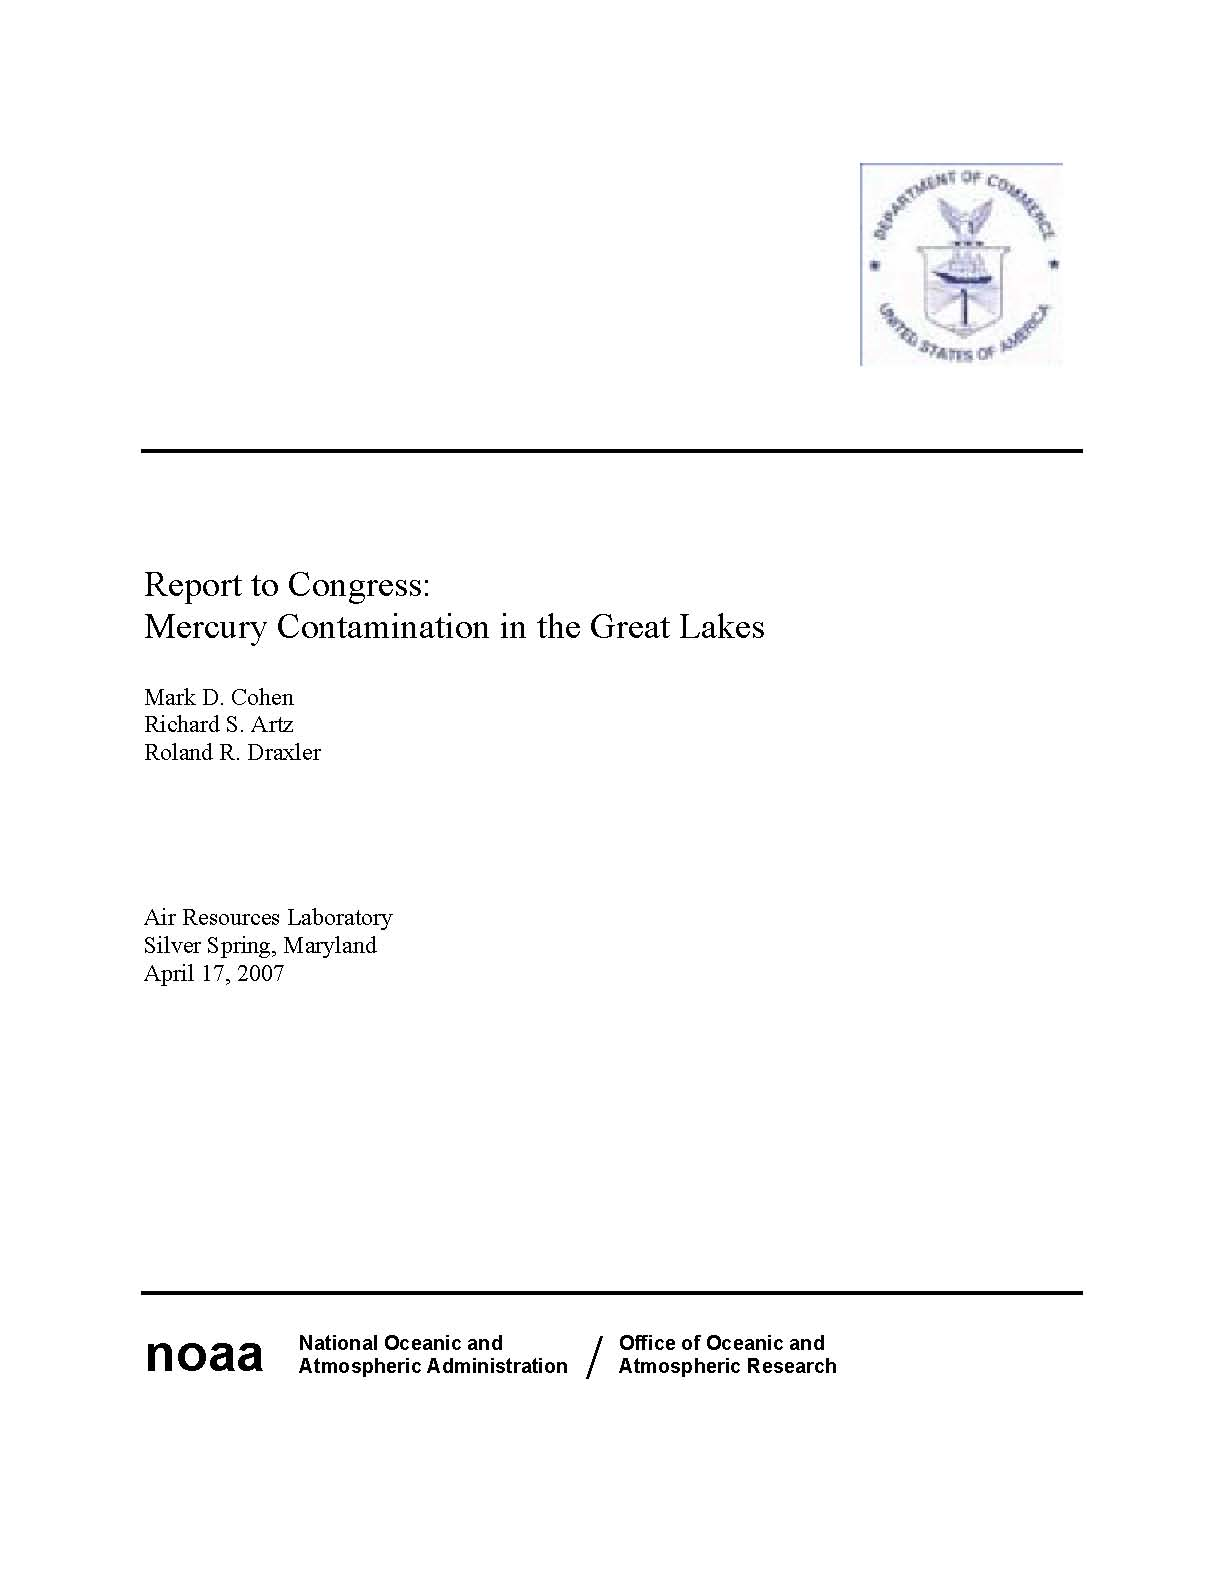 DEPARTMENT OF COMMERCE
UNITED STATES OF AMERICA
Report to Congress:
Mercury Contamination in the Great Lakes
Mark D. Cohen
Richard S. Artz
Roland R. Draxler
Air Resources Laboratory
Silver Spring, Maryland
April 17, 2007
noaa
National Oceanic and
Atmospheric Administration
/
Office of Oceanic and
Atmospheric Research